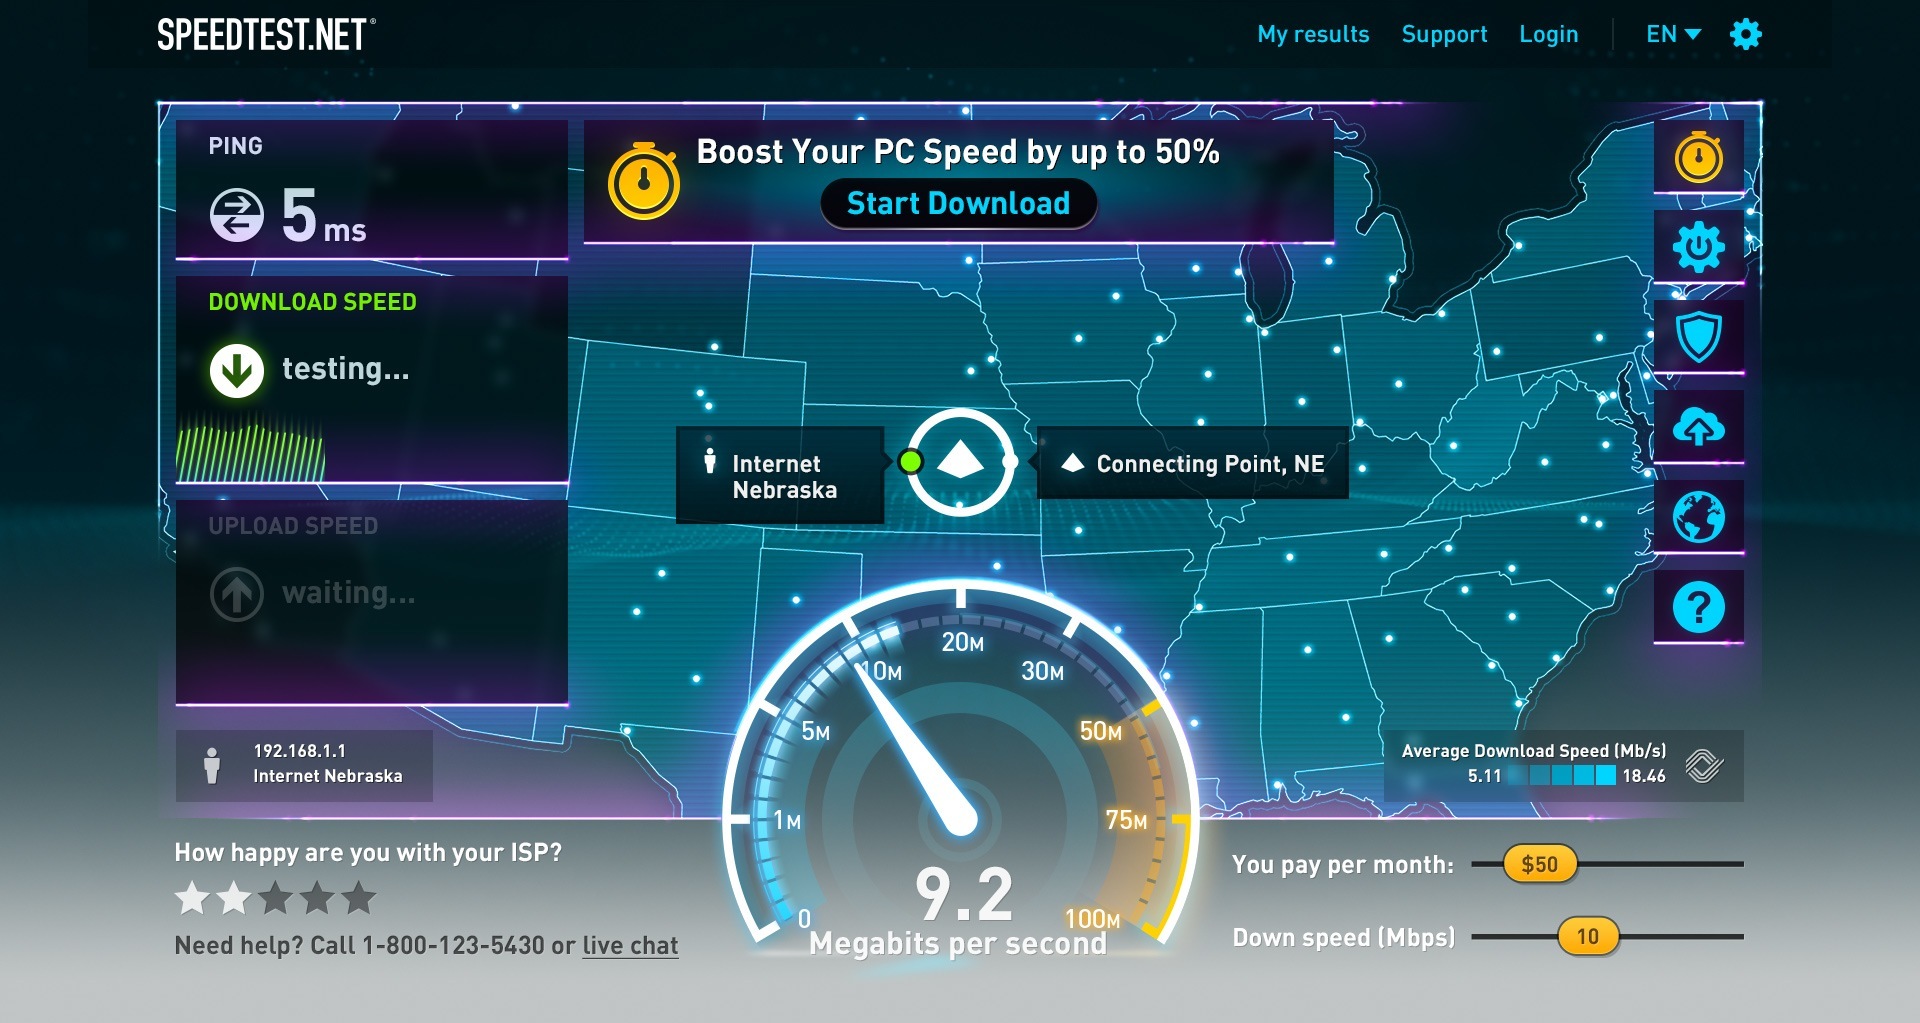 SPEEDTEST.NET®
My results
Support
Login
EN
PING
5 ms
Boost Your PC Speed by up to 50%
Start Download
DOWNLOAD SPEED
testing...
Internet
Nebraska
Connecting Point, NE
UPLOAD SPEED
waiting...
0
1M
5M
10M
20M
30M
50M
75M
100M
9.2
Megabits per second
192.168.1.1
Internet Nebraska
Average Download Speed (Mb/s)
5.11
18.46
How happy are you with your ISP?
Need help? Call 1-800-123-5430 or live chat
You pay per month:
$50
Down speed (Mbps)
10